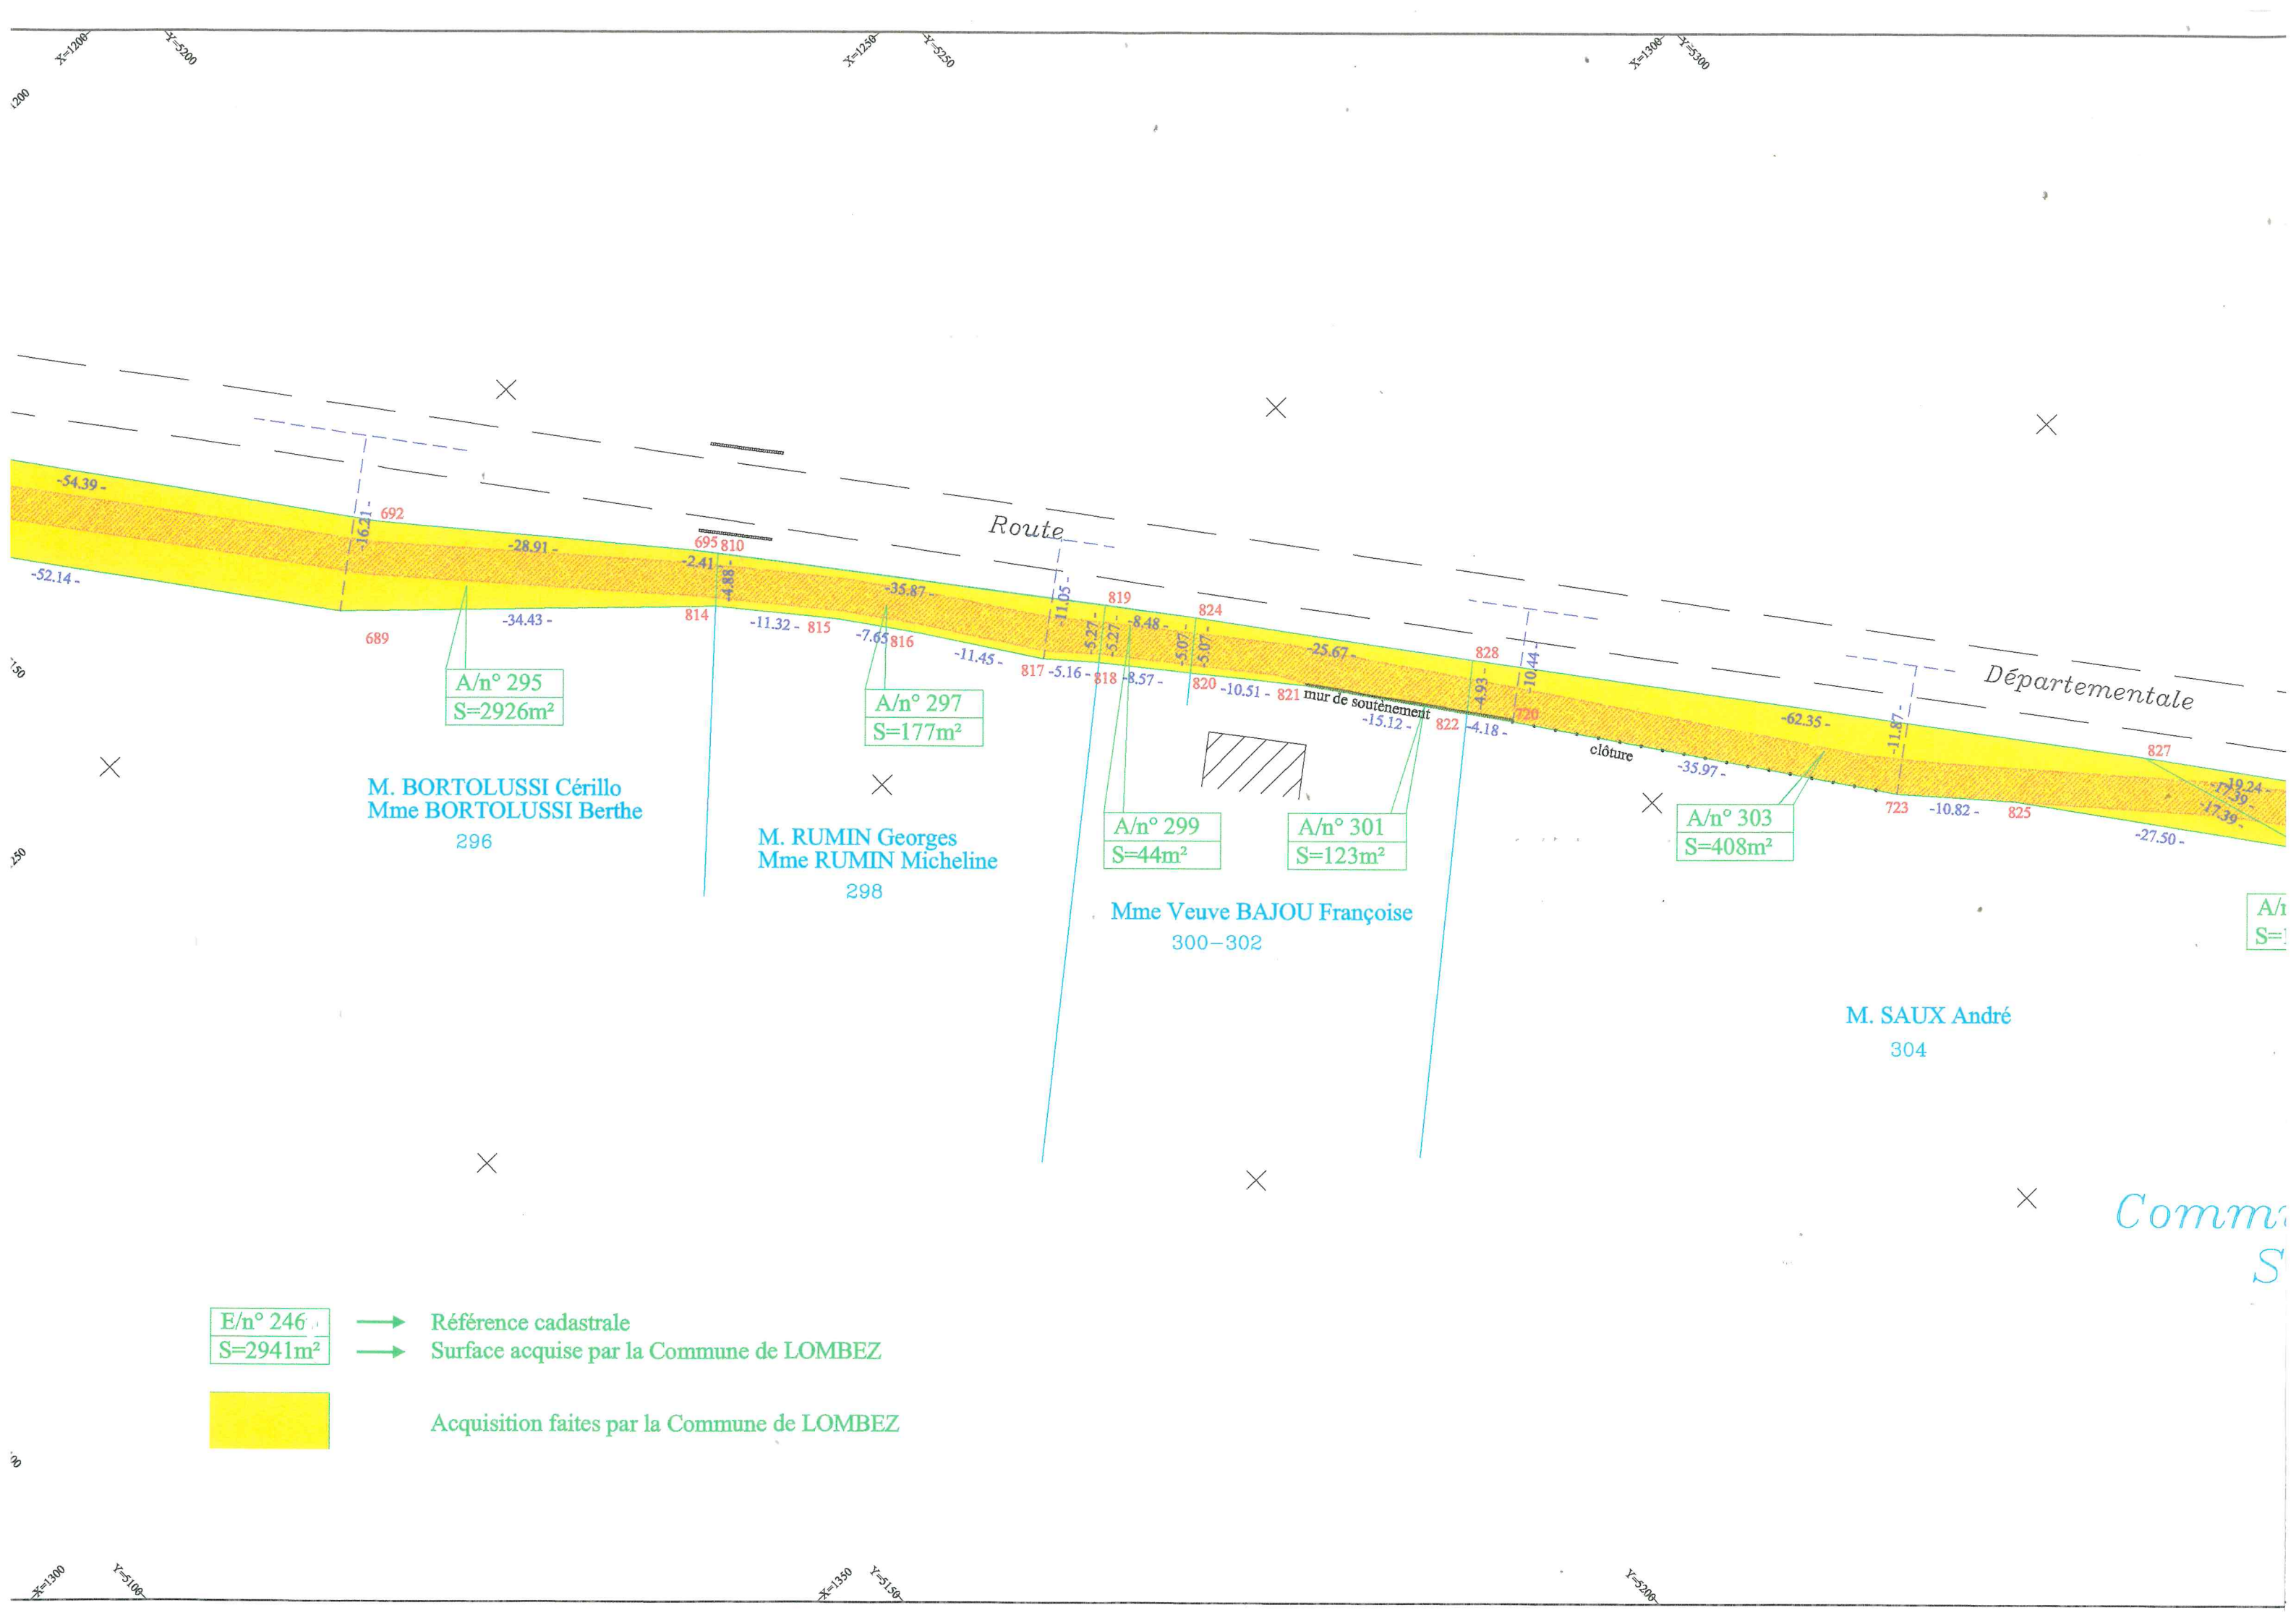 X=1200
Y=5200
X=1250
Y=5250
X=1300
Y=5300
-54.39 -
-52.14 -
-16.21 -
692
689
-28.91 -
-34.43 -
695 810
-2.41 -
-4.88 -
814
-11.32 -
815
-7.65
816
-35.87 -
-11.45 -
Route
-11.05 -
817
-5.16 -
818
-5.27 -
-5.27 -
819
-8.48 -
-8.57 -
824
-5.07 -
-5.07 -
820
-10.51 -
821
mur de soutènement
-25.67 -
-15.12 -
822
828
-4.93 -
-4.18 -
-10.44 -
720
clôture
-35.97 -
-62.35 -
-11.87 -
723
-10.82 -
825
Départementale
827
-19.24 -
-17.39 -
-17.39 -
-27.50 -
A/n° 295
S=2926m²
A/n° 297
S=177m²
A/n° 299
S=44m²
A/n° 301
S=123m²
A/n° 303
S=408m²
M. BORTOLUSSI Cérillo
Mme BORTOLUSSI Berthe
296
M. RUMIN Georges
Mme RUMIN Micheline
298
Mme Veuve BAJOU Françoise
300-302
M. SAUX André
304
E/n° 246
S=2941m²
Référence cadastrale
Surface acquise par la Commune de LOMBEZ
Acquisition faites par la Commune de LOMBEZ
X=1300
Y=5100
X=1350
Y=5150
Y=5200